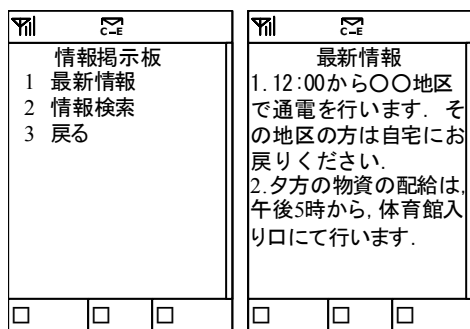 C-E
情報掲示板
1 最新情報
2 情報検索
3 戻る
C-E
最新情報
1.12:00から〇〇地区
で通電を行います．そ
の地区の方は自宅にお
戻りください.
2.夕方の物資の配給は,
午後5時から,体育館入
り口にて行います.